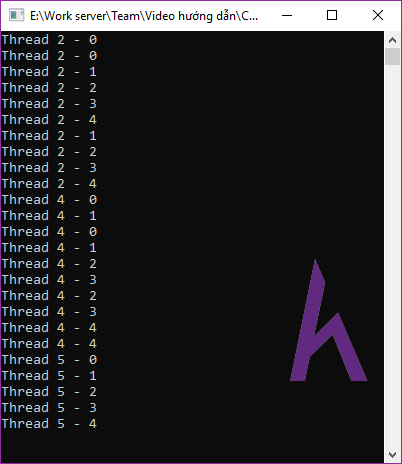 E:\Work server\Team\Video hướng dẫn\C...
Thread 2 - 0
Thread 2 - 0
Thread 2 - 1
Thread 2 - 2
Thread 2 - 3
Thread 2 - 4
Thread 2 - 1
Thread 2 - 2
Thread 2 - 3
Thread 2 - 4
Thread 4 - 0
Thread 4 - 1
Thread 4 - 0
Thread 4 - 1
Thread 4 - 2
Thread 4 - 3
Thread 4 - 2
Thread 4 - 3
Thread 4 - 4
Thread 4 - 4
Thread 5 - 0
Thread 5 - 1
Thread 5 - 2
Thread 5 - 3
Thread 5 - 4